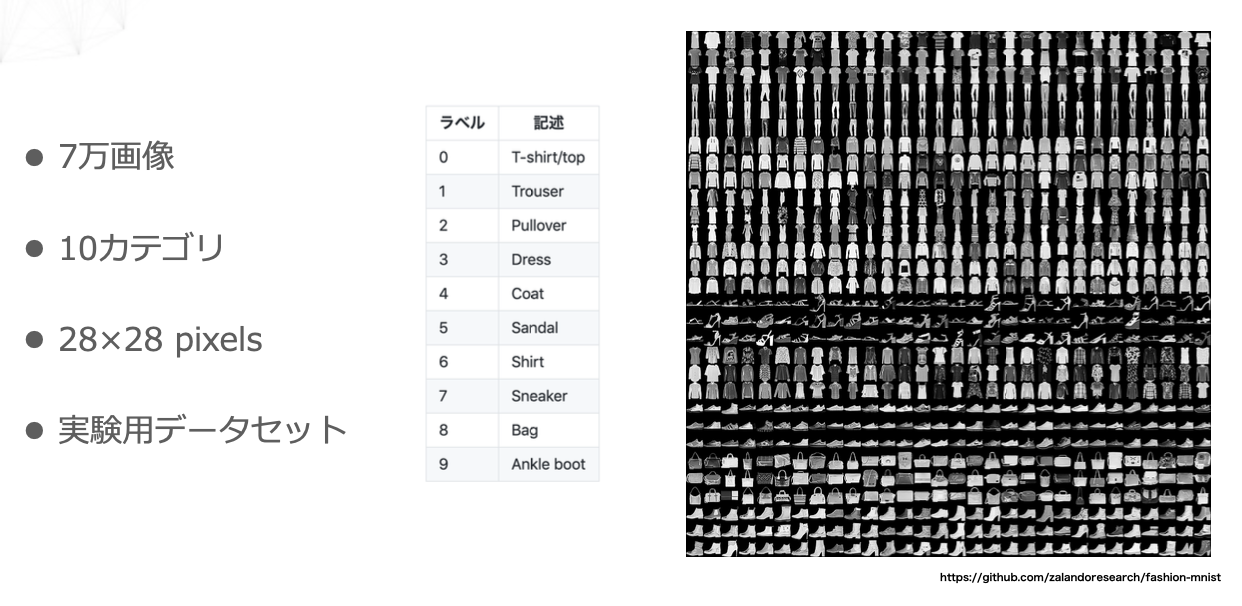 7万画像
10カテゴリ
28×28 pixels
実験用データセット
ラベル 記述
0 T-shirt/top
1 Trouser
2 Pullover
3 Dress
4 Coat
5 Sandal
6 Shirt
7 Sneaker
8 Bag
9 Ankle boot
https://github.com/zalandoresearch/fashion-mnist